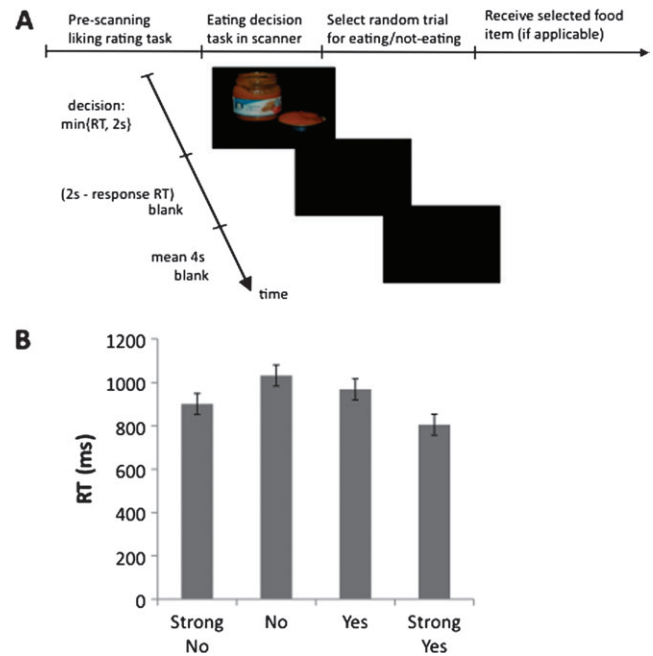 A
Pre-scanning
liking rating task
Eating decision
task in scanner
Select random trial
for eating/not-eating
Receive selected food
item (if applicable)
decision:
min{RT, 2s}
(2s - response RT)
blank
mean 4s
blank
time
B
RT (ms)
1200
1000
800
600
400
200
0
Strong
No
No
Yes
Strong
Yes